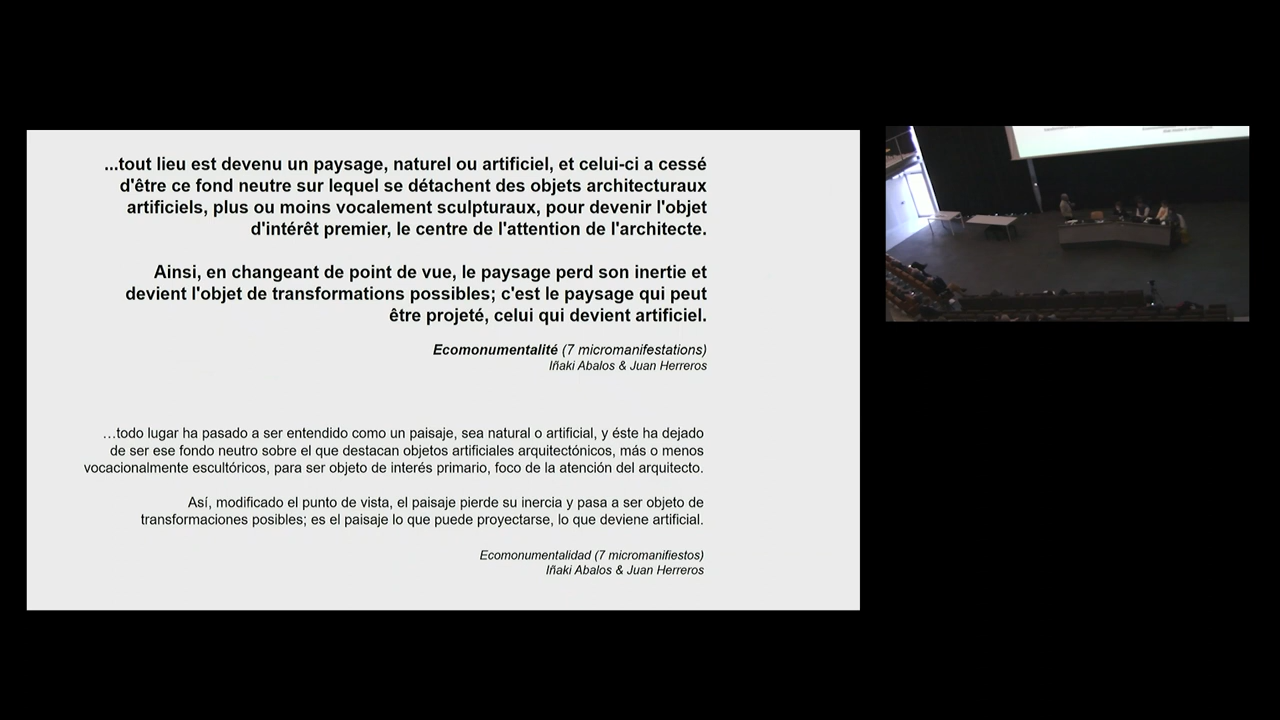 ...tout lieu est devenu un paysage, naturel ou artificiel, et celui-ci a cessé
d'être ce fond neutre sur lequel se détachent des objets architecturaux
artificiels, plus ou moins vocalement sculpturaux, pour devenir l'objet
d'intérêt premier, le centre de l'attention de l'architecte.
Ainsi, en changeant de point de vue, le paysage perd son inertie et
devient l'objet de transformations possibles; c'est le paysage qui peut
être projeté, celui qui devient artificiel.
Ecomonumentalité (7 micromanifestations)
Iñaki Abalos & Juan Herreros
…todo lugar ha pasado a ser entendido como un paisaje, sea natural o artificial, y éste ha dejado
de ser ese fondo neutro sobre el que destacan objetos artificiales arquitectónicos, más o menos
vocacionalmente escultóricos, para ser objeto de interés primario, foco de la atención del arquitecto.
Así, modificado el punto de vista, el paisaje pierde su inercia y pasa a ser objeto de
transformaciones posibles; es el paisaje lo que puede proyectarse, lo que deviene artificial.
Ecomonumentalidad (7 micromanifiestos)
Iñaki Abalos & Juan Herreros